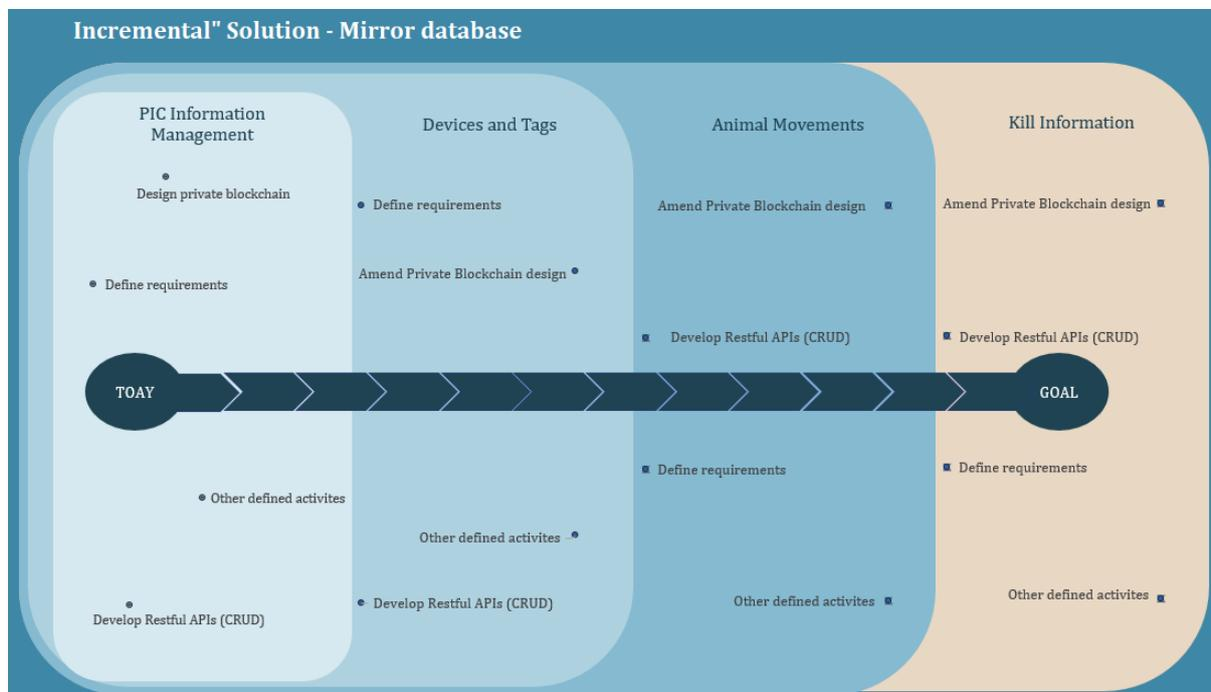 Incremental" Solution - Mirror database
PIC Information
Management
Design private blockchain
Define requirements
TOAY
Other defined activites
Develop Restful APIs (CRUD)
Devices and Tags
Define requirements
Amend Private Blockchain design
Other defined activites
Develop Restful APIs (CRUD)
Animal Movements
Amend Private Blockchain design
Develop Restful APIs (CRUD)
Define requirements
Other defined activites
Kill Information
Amend Private Blockchain design
Develop Restful APIs (CRUD)
GOAL
Define requirements
Other defined activites